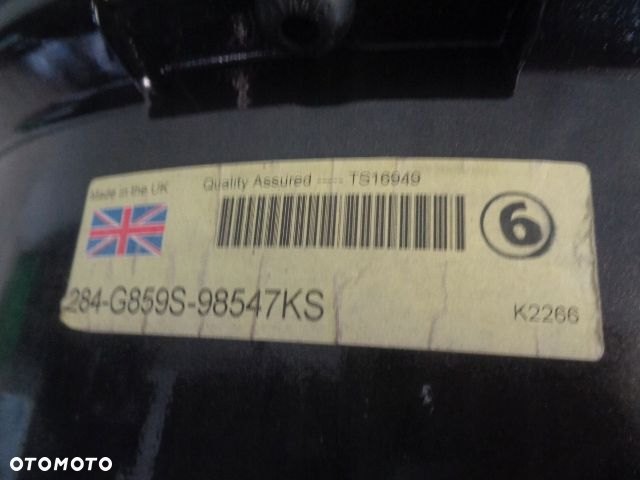 Made in the UK
Quality Assured ---- TS16949
6
284-G859S-98547KS
K2266
OTOMOTO